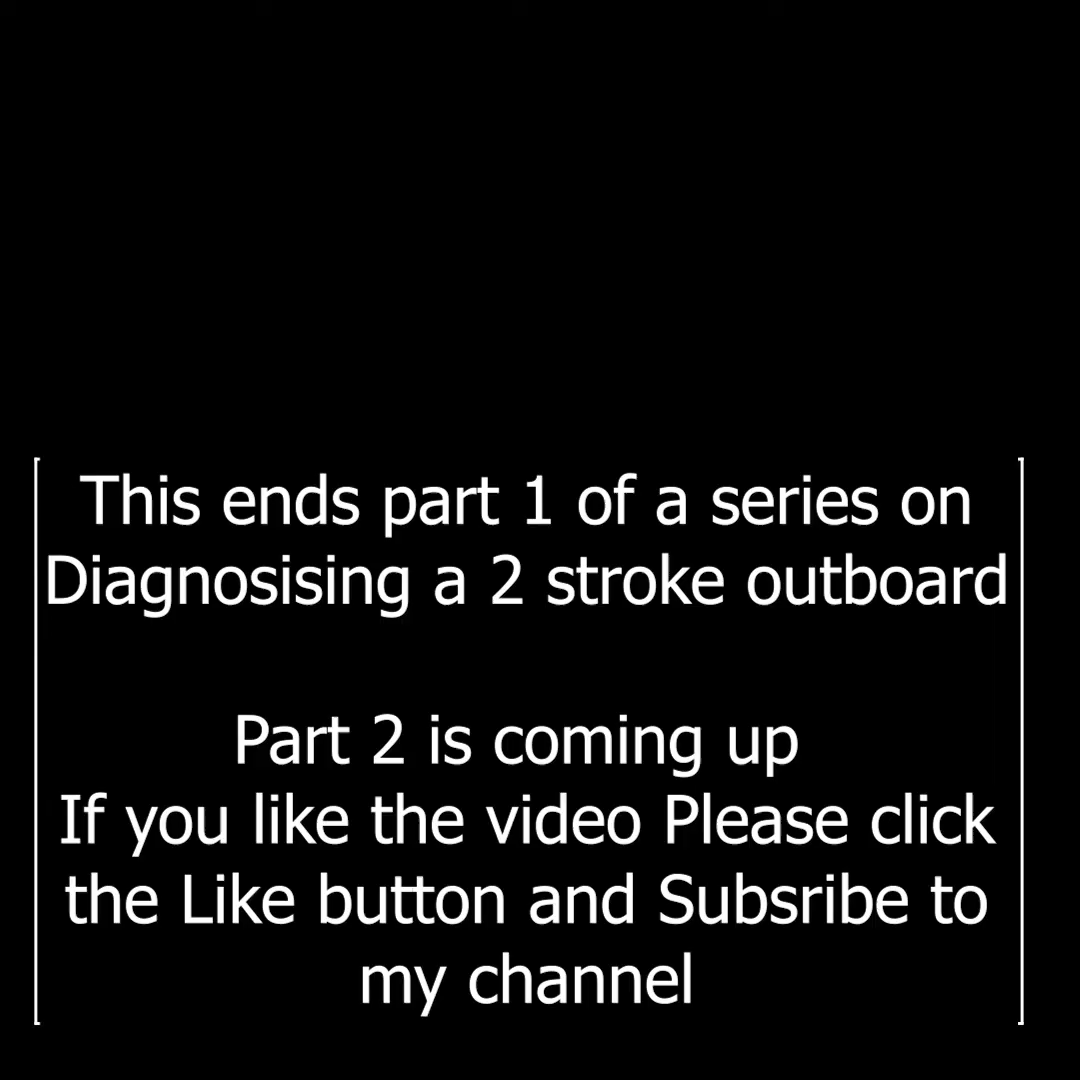 This ends part 1 of a series on
Diagnosising a 2 stroke outboard
Part 2 is coming up
If you like the video Please click
the Like button and Subsribe to
my channel